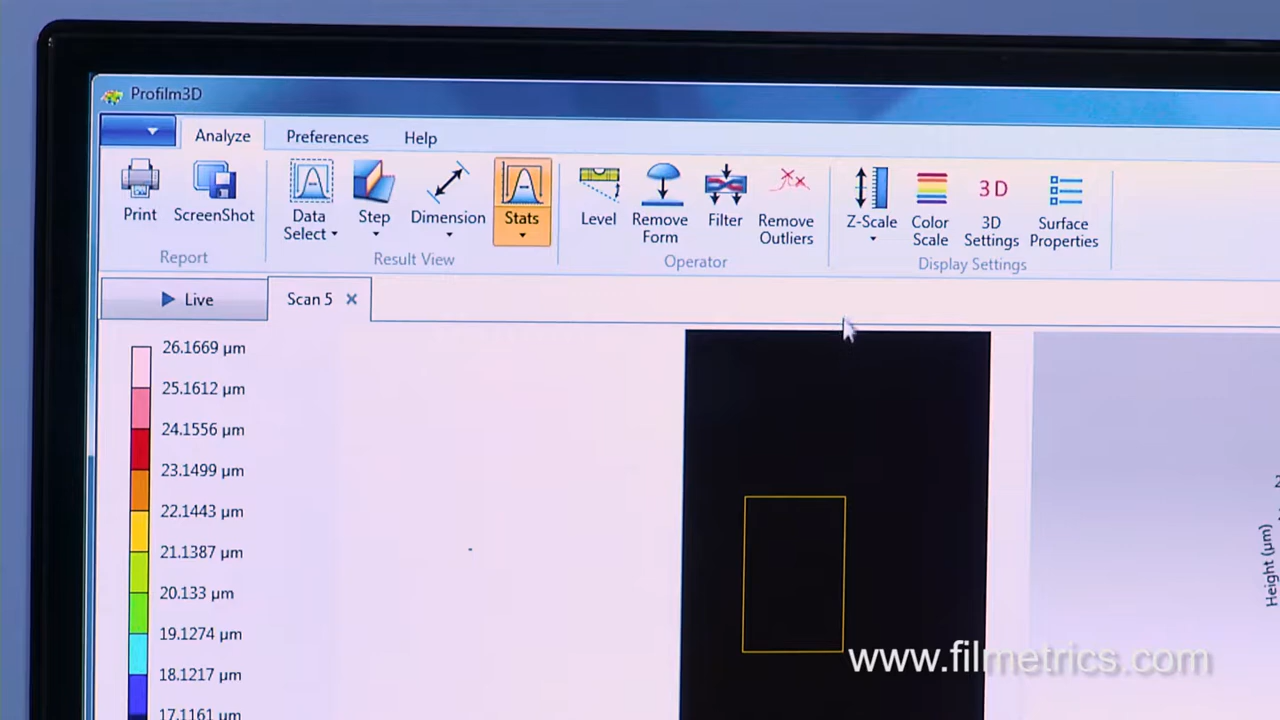 Profilm3D
Analyze Preferences Help
Print ScreenShot Data Select Step Dimension Stats Level Remove Form Filter Remove Outliers Z-Scale Color Scale 3D 3D Settings Surface Properties
Report Result View Operator Display Settings
Live Scan 5
26.1669 µm
25.1612 µm
24.1556 µm
23.1499 µm
22.1443 µm
21.1387 µm
20.133 µm
19.1274 µm
18.1217 µm
17.1161 µm
Height (µm)
www.filmetrics.com